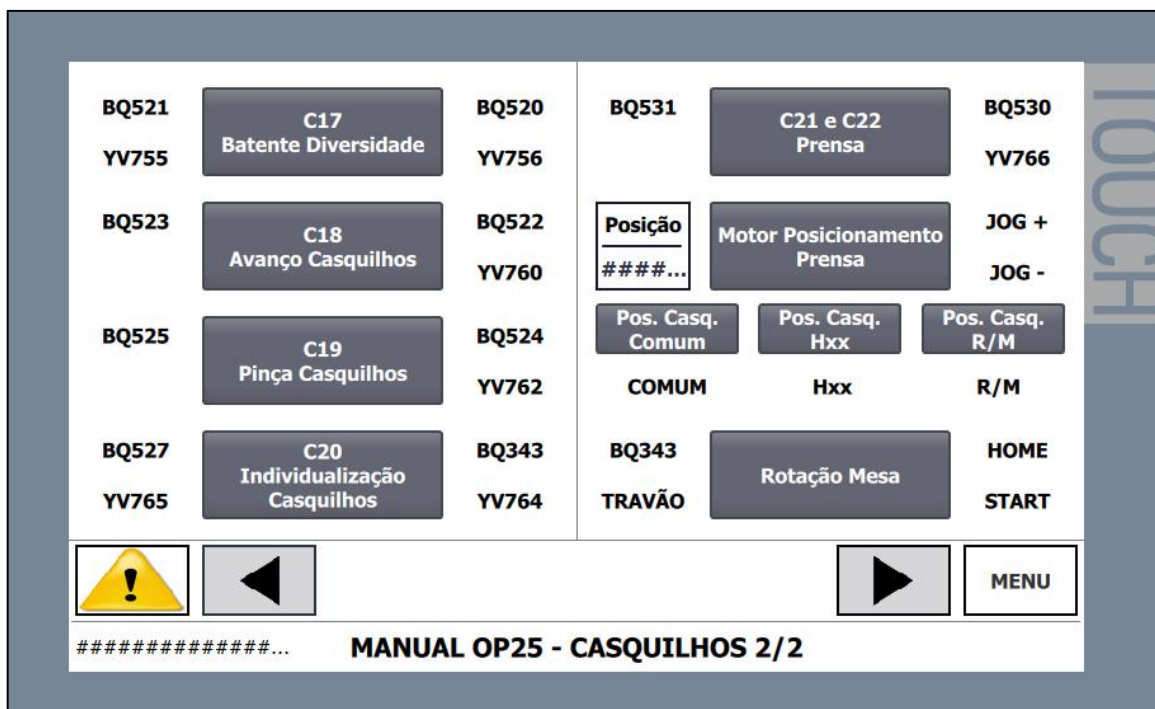 BQ521
C17
Batente Diversidade
BQ520
YV755
YV756
BQ523
C18
Avanço Casquilhos
BQ522
YV760
BQ525
C19
Pinça Casquilhos
BQ524
YV762
BQ527
C20
Individualização
Casquilhos
BQ343
YV765
YV764
BQ531
C21 e C22
Prensa
BQ530
YV766
Posição
####...
Motor Posicionamento
Prensa
JOG +
JOG -
Pos. Casq.
Comum
Pos. Casq.
Hxx
Pos. Casq.
R/M
COMUM
Hxx
R/M
BQ343
TRAVÃO
Rotação Mesa
HOME
START
MENU
##############...
MANUAL OP25 - CASQUILHOS 2/2
TOUCH